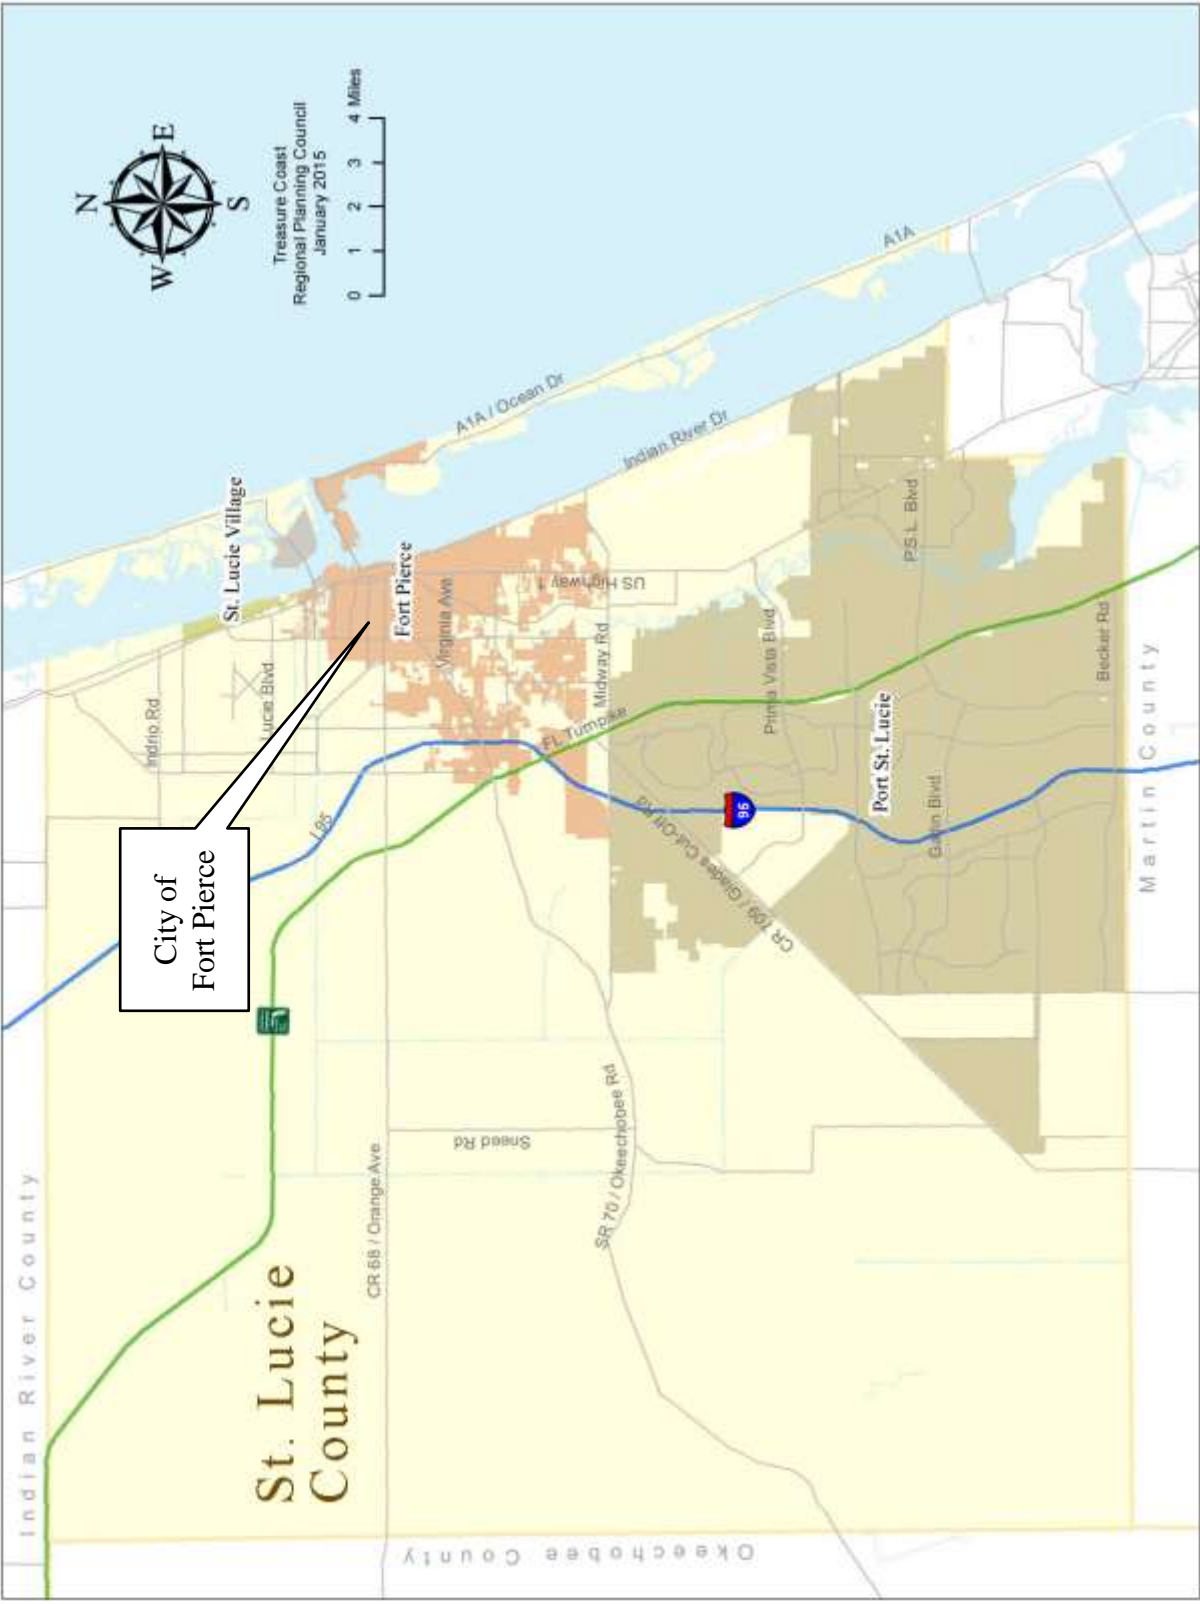 Indian River County
N
W
E
S
Treasure Coast
Regional Planning Council
January 2015
0 1 2 3 4 Miles
St. Lucie Village
Indrio Rd
Lucie Blvd
I 95
City of
Fort Pierce
St. Lucie
County
CR 68 / Orange Ave
Fort Pierce
Virginia Ave
A1A / Ocean Dr
Sneed Rd
SR 70 / Okeechobee Rd
FL Turnpike
Midway Rd
US Highway 1
Indian River Dr
CR 709 / Glades Cut-Off Rd
95
Prima Vista Blvd
Port St. Lucie
A1A
P.S.L. Blvd
Gatlin Blvd
Becker Rd
Okeechobee County
Martin County